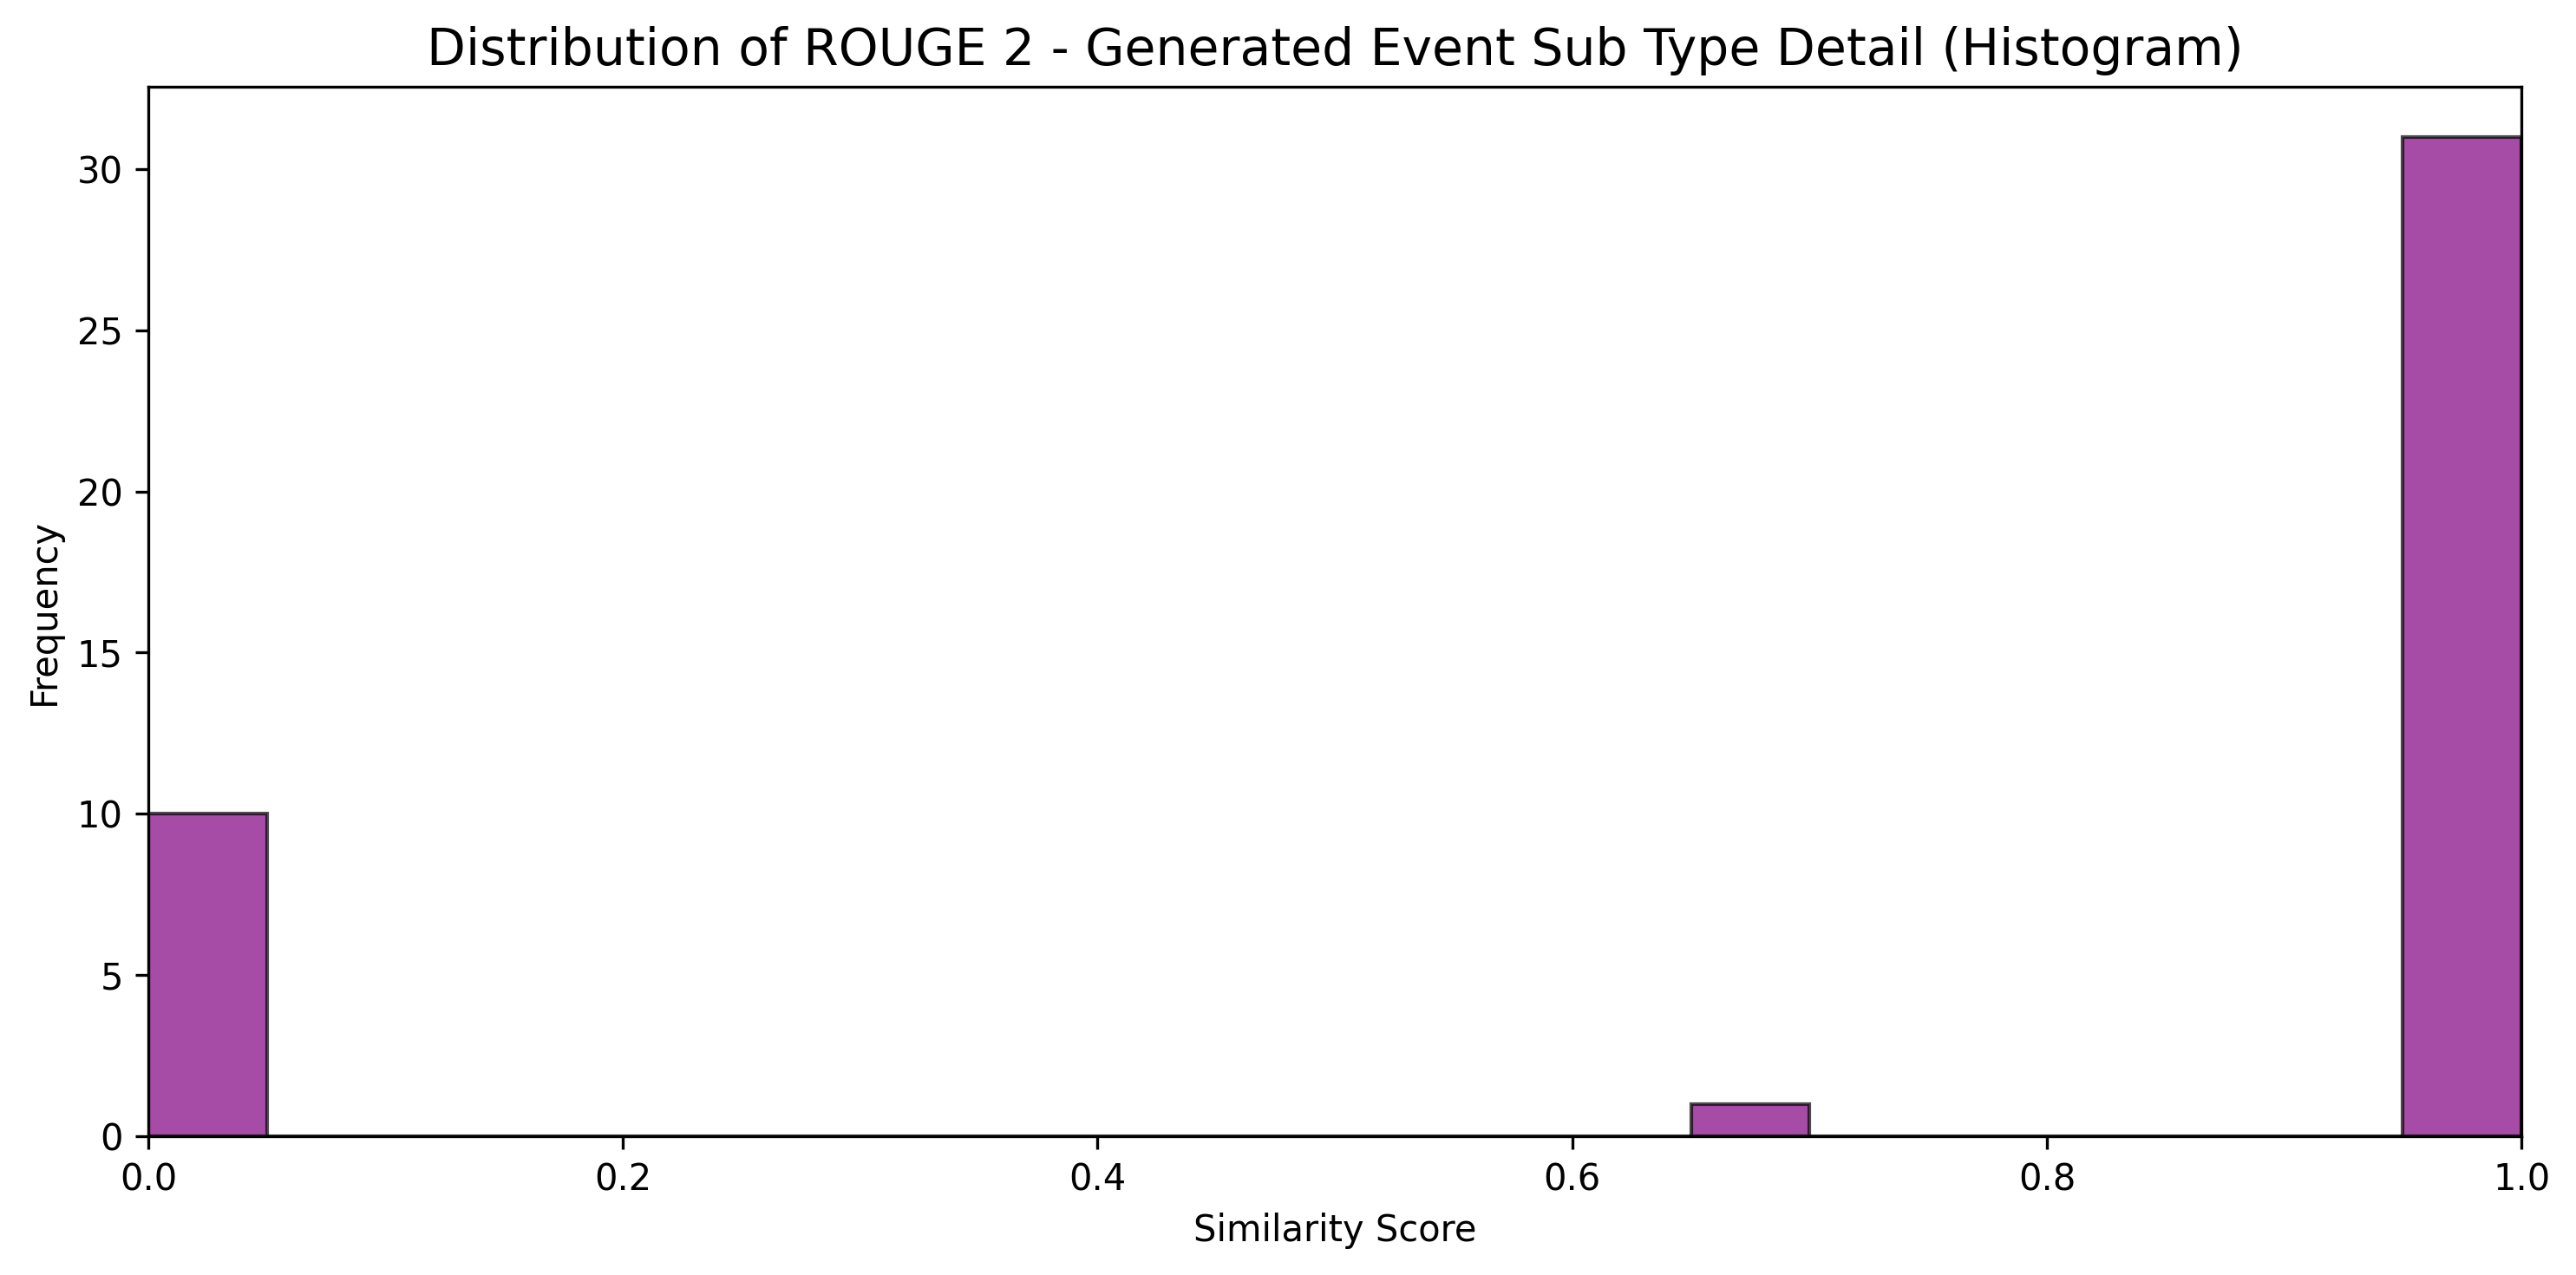 Distribution of ROUGE 2 - Generated Event Sub Type Detail (Histogram)
30
25
20
15
10
5
0
Frequency
0.0 0.2 0.4 0.6 0.8 1.0
Similarity Score